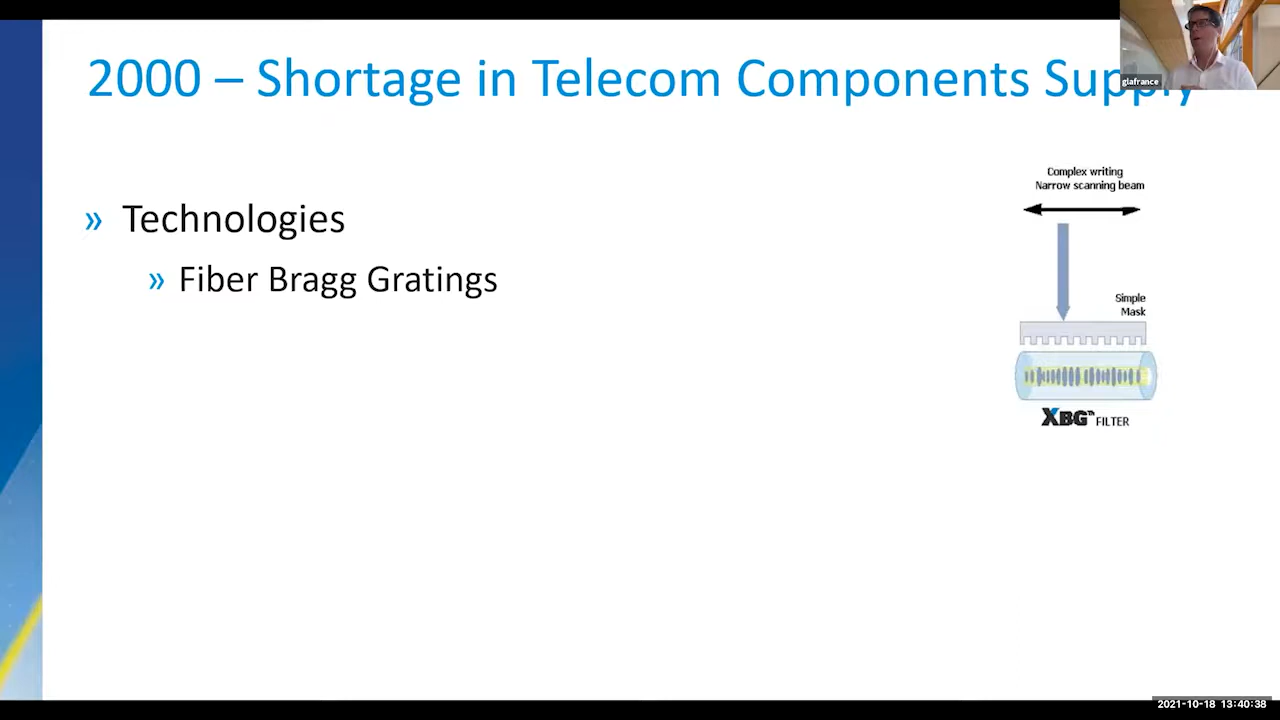 2000 – Shortage in Telecom Components Supply
glafrance
Complex writing
Narrow scanning beam
» Technologies
» Fiber Bragg Gratings
Simple
Mask
XBG™ FILTER
2021-10-18 13:40:38